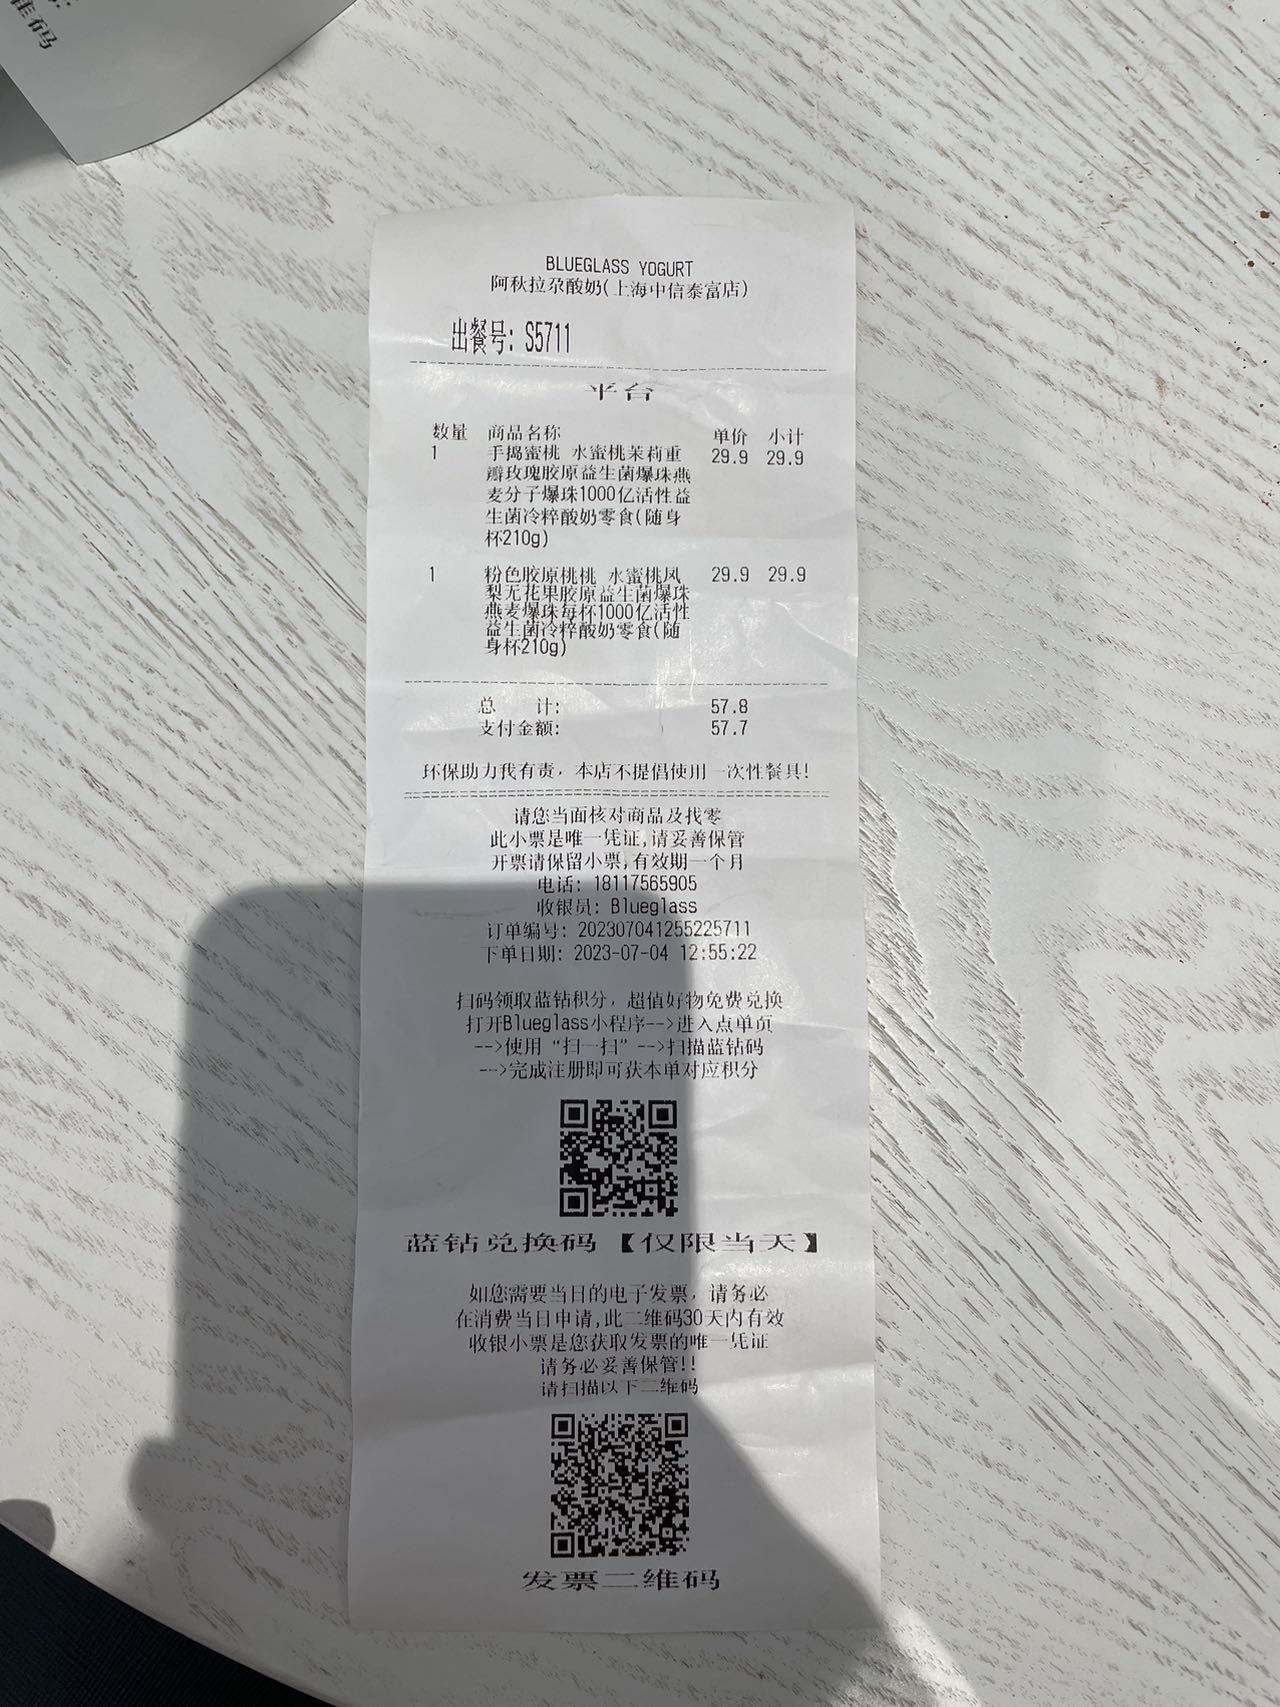 维码
BLUEGLASS YOGURT
阿秋拉尕酸奶(上海中信泰富店)
出餐号: S5711
平台
数量 商品名称 单价 小计
1 手捣蜜桃 水蜜桃茉莉重 29.9 29.9
瓣玫瑰胶原益生菌爆珠燕
麦分子爆珠1000亿活性益
生菌冷粹酸奶零食(随身
杯210g)
1 粉色胶原桃桃 水蜜桃凤 29.9 29.9
梨无花果胶原益生菌爆珠
燕麦爆珠每杯1000亿活性
益生菌冷粹酸奶零食(随
身杯210g)
总 计: 57.8
支付金额: 57.7
环保助力我有责，本店不提倡使用一次性餐具!
请您当面核对商品及找零
此小票是唯一凭证,请妥善保管
开票请保留小票,有效期一个月
电话: 18117565905
收银员: Blueglass
订单编号: 202307041255225711
下单日期: 2023-07-04 12:55:22
扫码领取蓝钻积分，超值好物免费兑换
打开Blueglass小程序-->进入点单页
-->使用“扫一扫”-->扫描蓝钻码
-->完成注册即可获本单对应积分
蓝钻兑换码【仅限当天】
如您需要当日的电子发票，请务必
在消费当日申请,此二维码30天内有效
收银小票是您获取发票的唯一凭证
请务必妥善保管!!
请扫描以下二维码
发票二维码